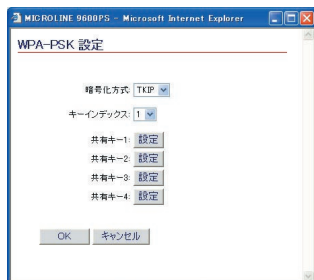 MICROLINE 9600PS - Microsoft Internet Explorer
WPA-PSK 設定
暗号化方式: TKIP
キーインデックス: 1
共有キー1: 設定
共有キー2: 設定
共有キー3: 設定
共有キー4: 設定
OK キャンセル